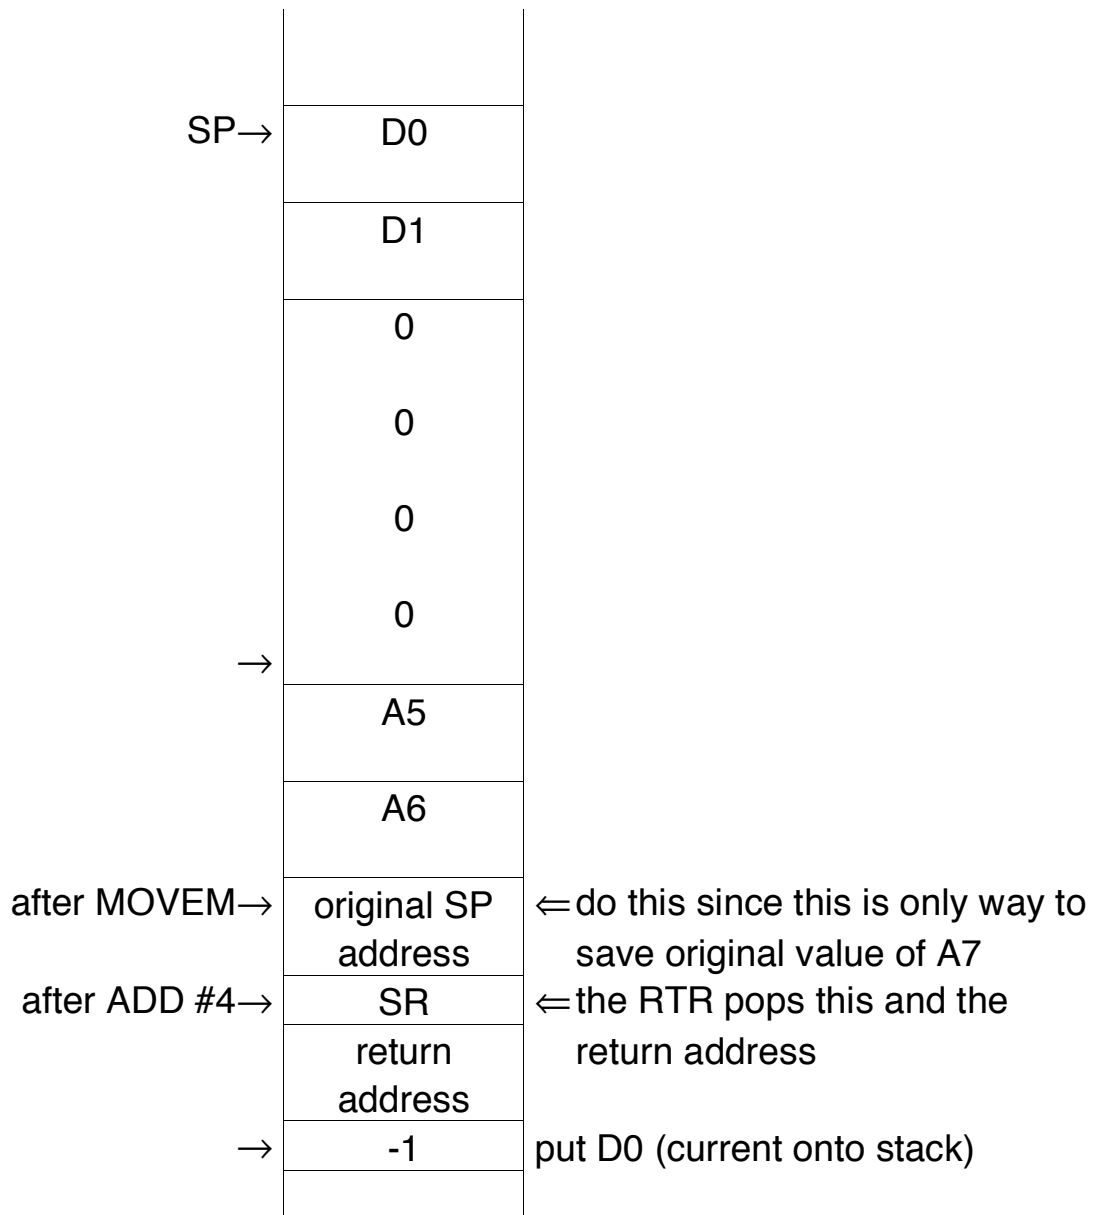 SP→ D0
D1
0
0
0
0
→
A5
A6
after MOVEM→ original SP ⇐do this since this is only way to
address save original value of A7
after ADD #4→ SR ⇐the RTR pops this and the
return return address
address
→ -1 put D0 (current onto stack)